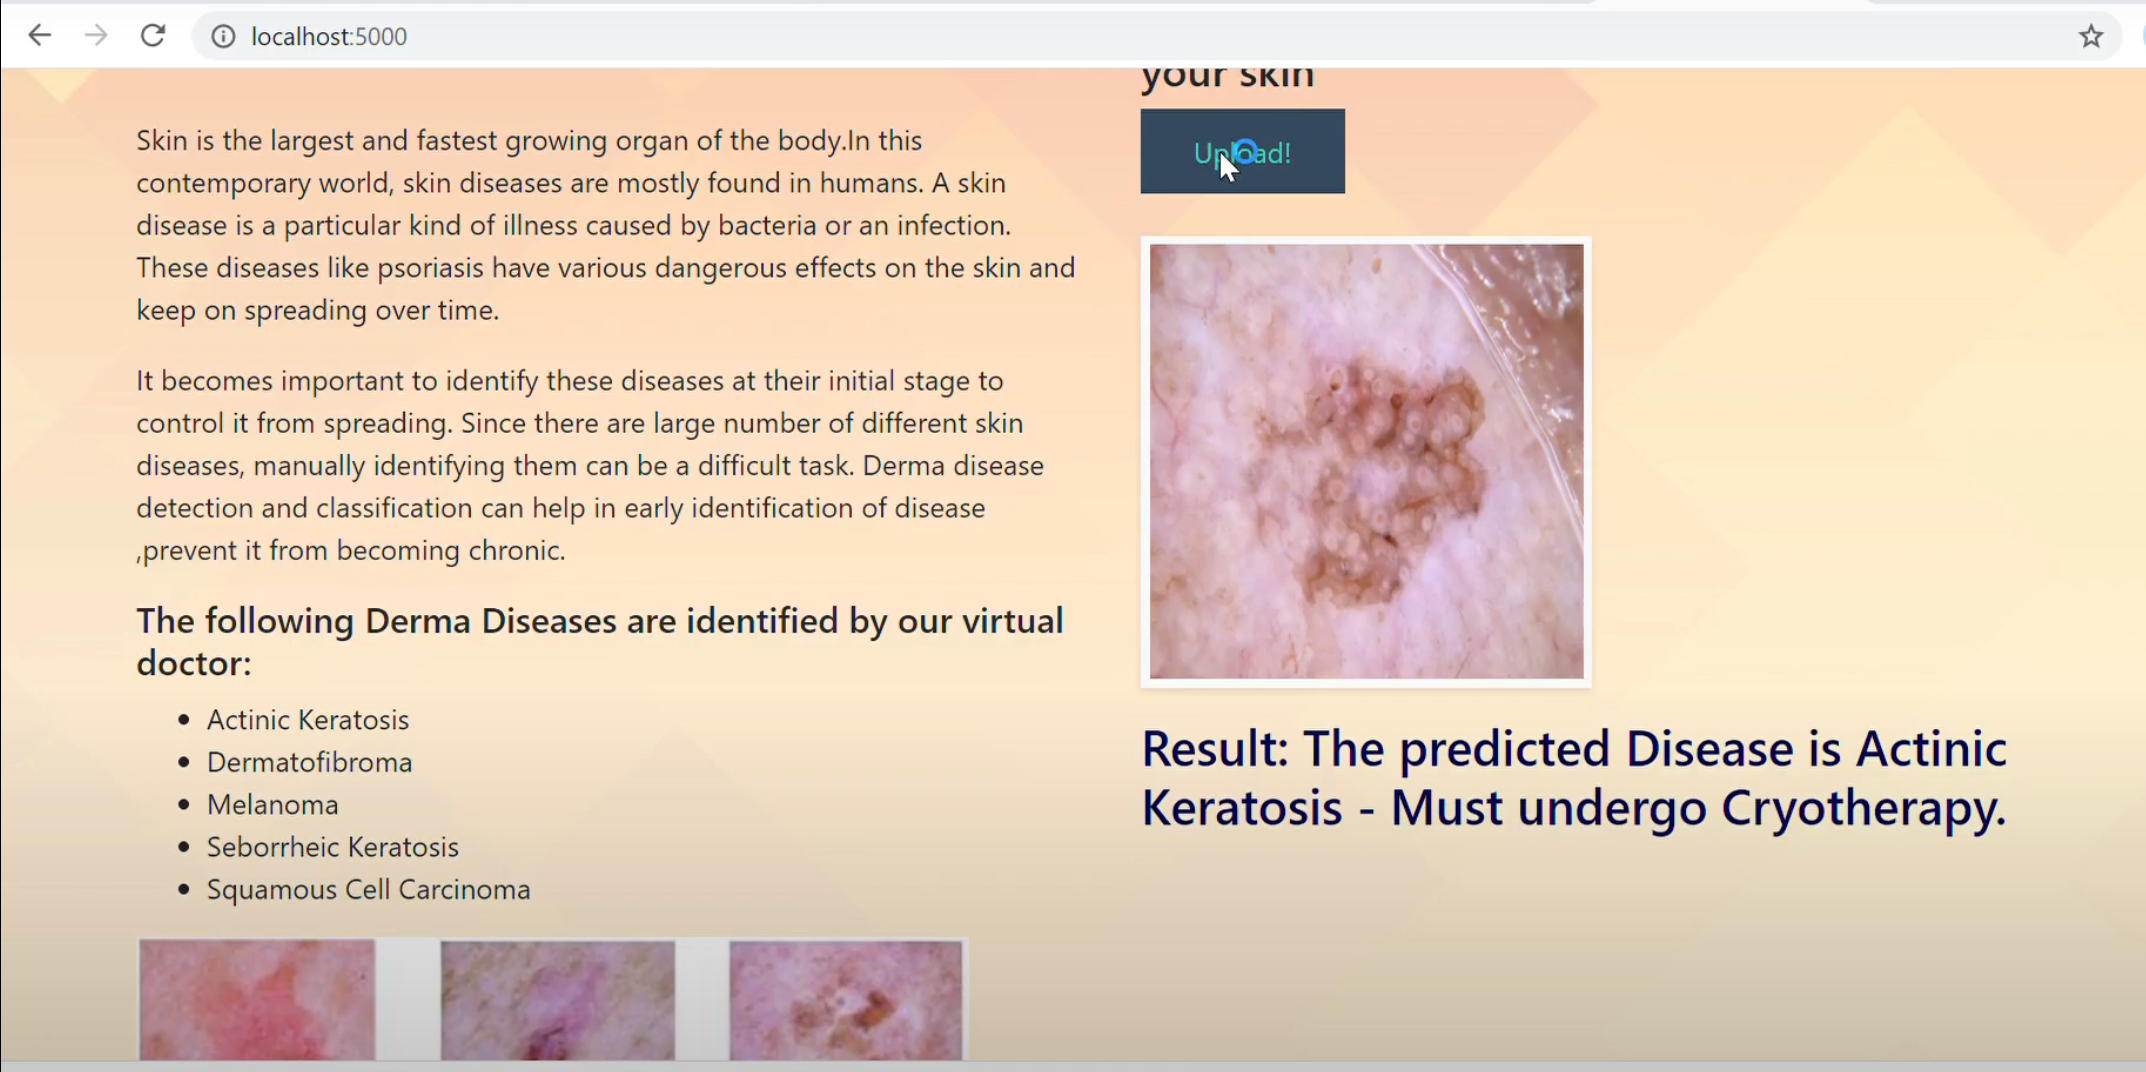 localhost:5000
Skin is the largest and fastest growing organ of the body.In this
contemporary world, skin diseases are mostly found in humans. A skin
disease is a particular kind of illness caused by bacteria or an infection.
These diseases like psoriasis have various dangerous effects on the skin and
keep on spreading over time.
It becomes important to identify these diseases at their initial stage to
control it from spreading. Since there are large number of different skin
diseases, manually identifying them can be a difficult task. Derma disease
detection and classification can help in early identification of disease
,prevent it from becoming chronic.
The following Derma Diseases are identified by our virtual
doctor:
Actinic Keratosis
Dermatofibroma
Melanoma
Seborrheic Keratosis
Squamous Cell Carcinoma
your skin
Upload!
Result: The predicted Disease is Actinic
Keratosis - Must undergo Cryotherapy.